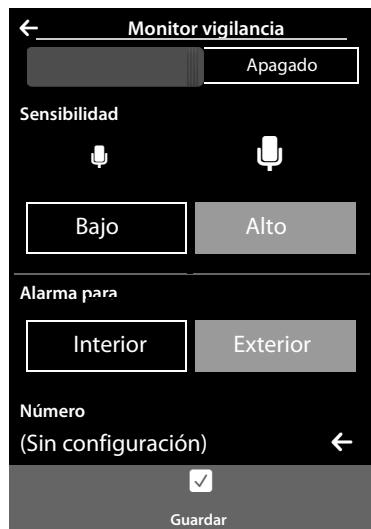 Monitor vigilancia
Apagado
Sensibilidad
Bajo Alto
Alarma para
Interior Exterior
Número
(Sin configuración)
Guardar